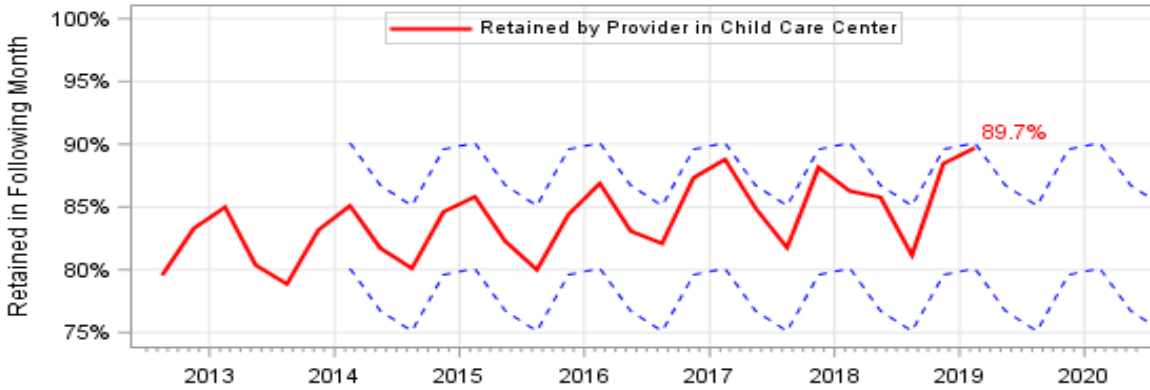 100%
Retained by Provider in Child Care Center
95%
90%
89.7%
85%
80%
75%
Retained in Following Month
2013 2014 2015 2016 2017 2018 2019 2020